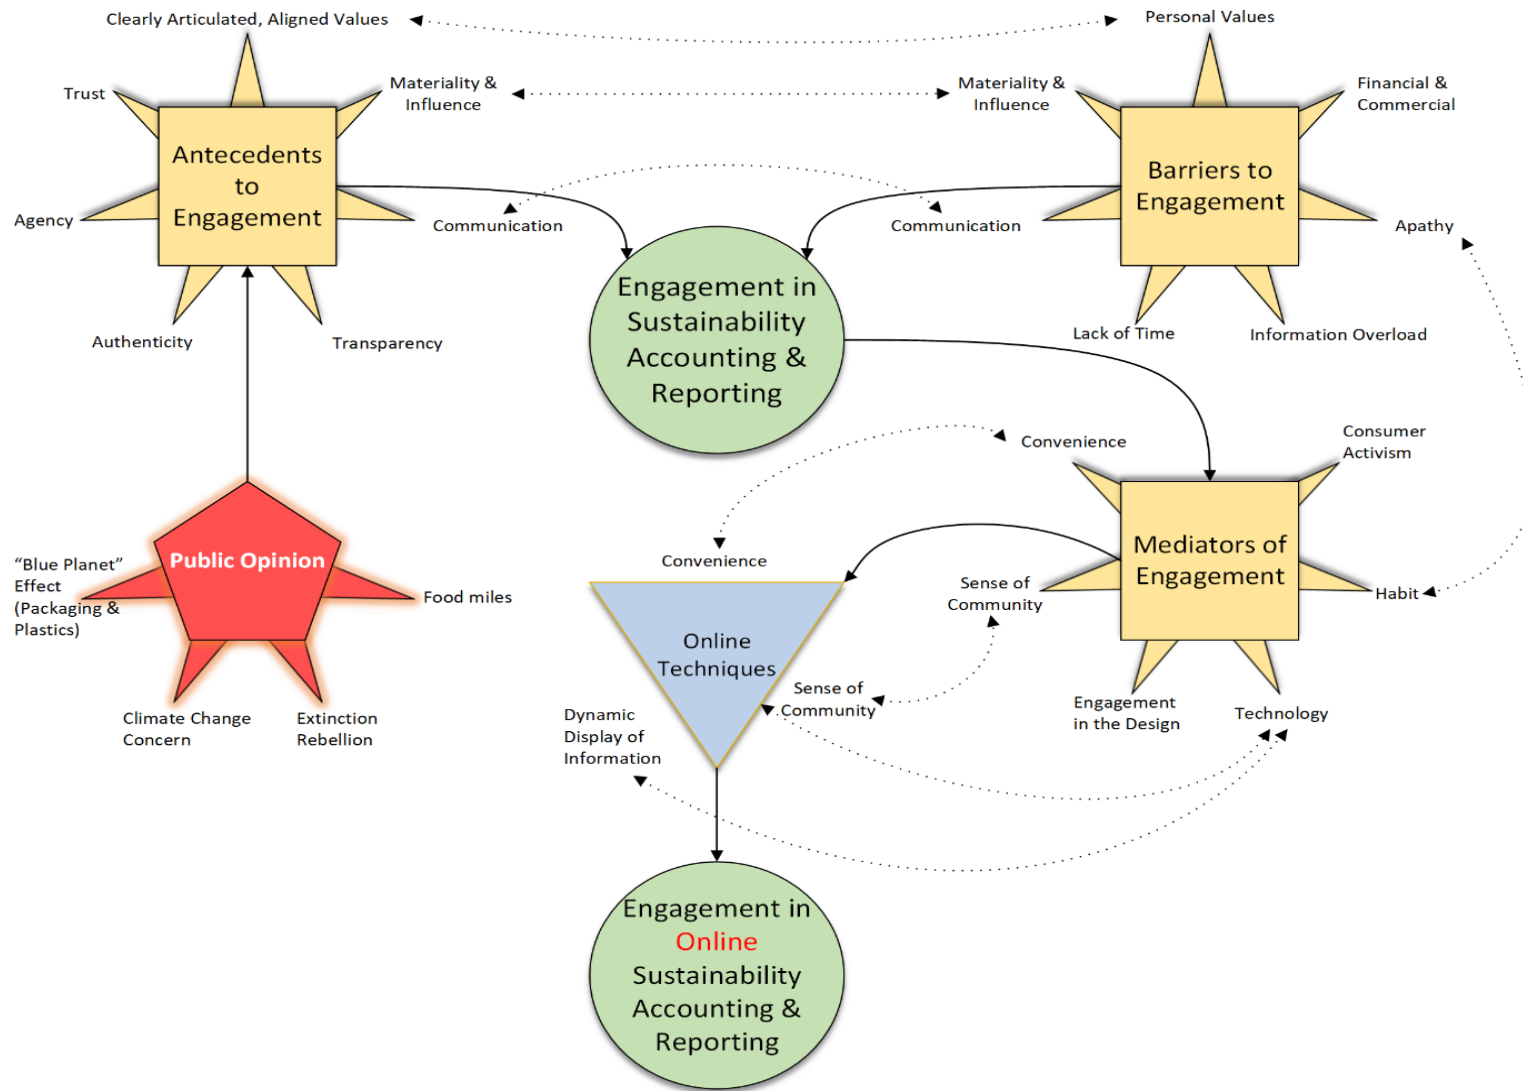 Clearly Articulated, Aligned Values
Personal Values
Trust
Materiality &
Influence
Materiality &
Influence
Financial &
Commercial
Antecedents
to
Engagement
Barriers to
Engagement
Agency
Communication
Communication
Apathy
Authenticity
Transparency
Lack of Time
Information Overload
Engagement in
Sustainability
Accounting &
Reporting
Convenience
Consumer
Activism
Public Opinion
“Blue Planet”
Effect
(Packaging &
Plastics)
Food miles
Climate Change
Concern
Extinction
Rebellion
Convenience
Mediators of
Engagement
Sense of
Community
Habit
Online
Techniques
Sense of
Community
Engagement
in the Design
Technology
Dynamic
Display of
Information
Engagement in
Online
Sustainability
Accounting &
Reporting